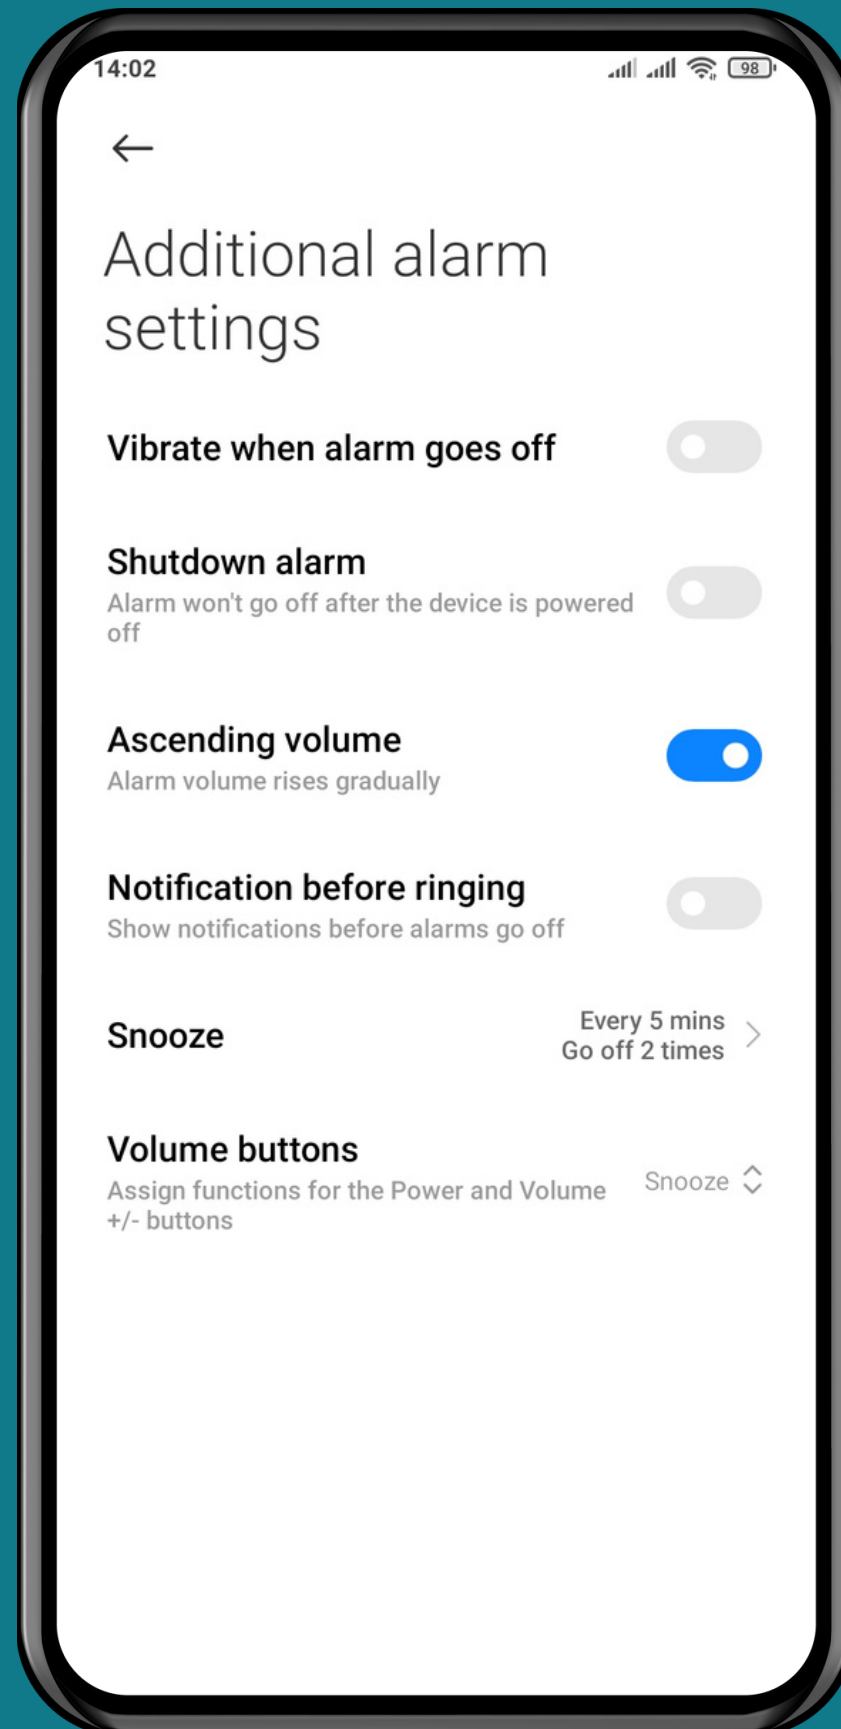 14:02
98
Additional alarm
settings
Vibrate when alarm goes off
Shutdown alarm
Alarm won't go off after the device is powered
off
Ascending volume
Alarm volume rises gradually
Notification before ringing
Show notifications before alarms go off
Snooze
Every 5 mins
Go off 2 times
Volume buttons
Assign functions for the Power and Volume
+/- buttons
Snooze